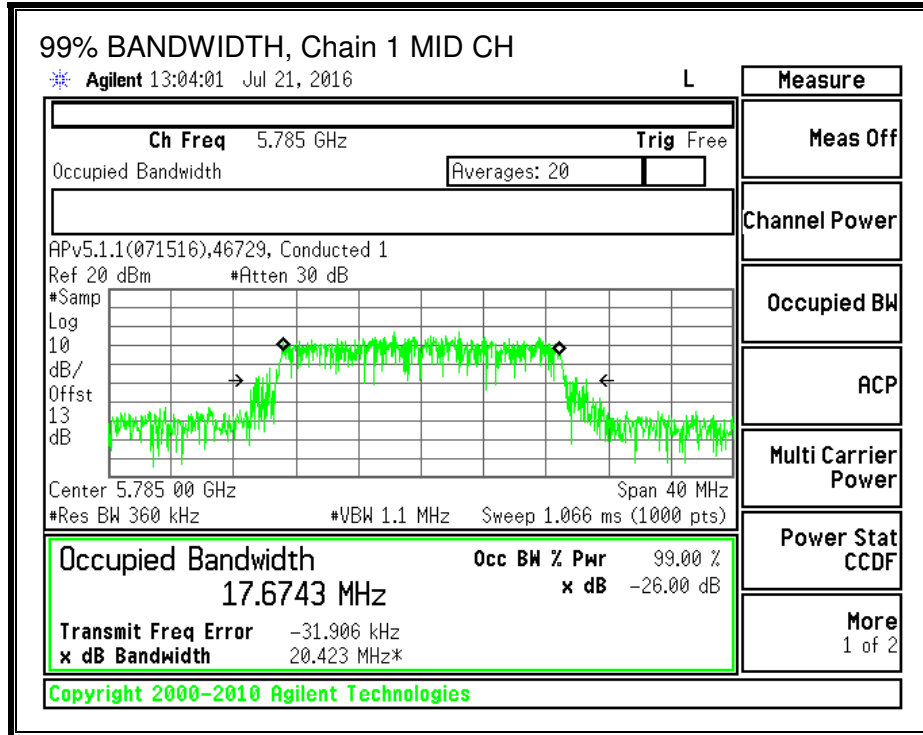 99% BANDWIDTH, Chain 1 MID CH
Agilent 13:04:01 Jul 21, 2016 L
Measure
Ch Freq 5.785 GHz Trig Free
Meas Off
Occupied Bandwidth Averages: 20
Channel Power
APv5.1.1(071516),46729, Conducted 1
Ref 20 dBm #Atten 30 dB
#Samp
Log
10
dB/
Offst
13
dB
Occupied BW
ACP
Multi Carrier
Power
Center 5.785 00 GHz Span 40 MHz
#Res BW 360 kHz #VBW 1.1 MHz Sweep 1.066 ms (1000 pts)
Power Stat
CCDF
Occupied Bandwidth Occ BW % Pwr 99.00 %
17.6743 MHz x dB -26.00 dB
Transmit Freq Error -31.906 kHz
x dB Bandwidth 20.423 MHz*
More
1 of 2
Copyright 2000-2010 Agilent Technologies